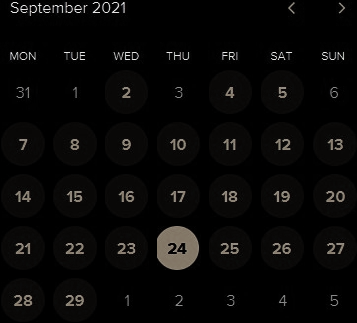 September 2021
MON TUE WED THU FRI SAT SUN
31 1 2 3 4 5 6
7 8 9 10 11 12 13
14 15 16 17 18 19 20
21 22 23 24 25 26 27
28 29 1 2 3 4 5